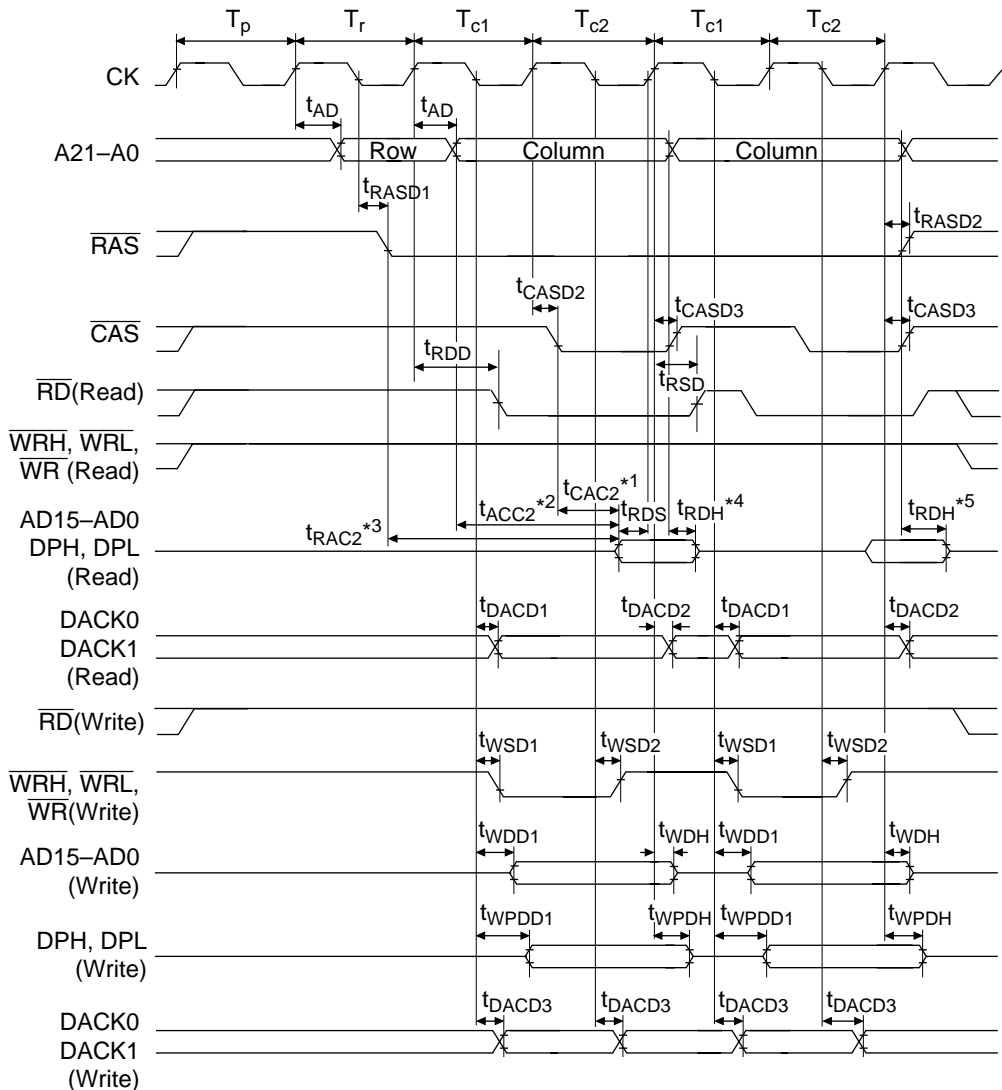 Tp Tr Tc1 Tc2 Tc1 Tc2
CK
tAD tAD
A21–A0 Row Column Column
tRASD1 tRASD2
RAS
tCASD2 tCASD3 tCASD3
CAS
tRDD tRSD
RD(Read)
WRH, WRL,
WR (Read)
tCAC2*1
AD15–AD0 tACC2*2 tRDS tRDH*4 tRDH*5
DPH, DPL tRAC2*3
(Read)
DACK0 tDACD1 tDACD2 tDACD1 tDACD2
DACK1
(Read)
RD(Write)
tWSD1 tWSD2 tWSD1 tWSD2
WRH, WRL,
WR(Write)
AD15–AD0 tWDD1 tWDH tWDD1 tWDH
(Write)
tWPDD1 tWPDH tWPDD1 tWPDH
DPH, DPL
(Write)
DACK0 tDACD3 tDACD3 tDACD3 tDACD3
DACK1
(Write)